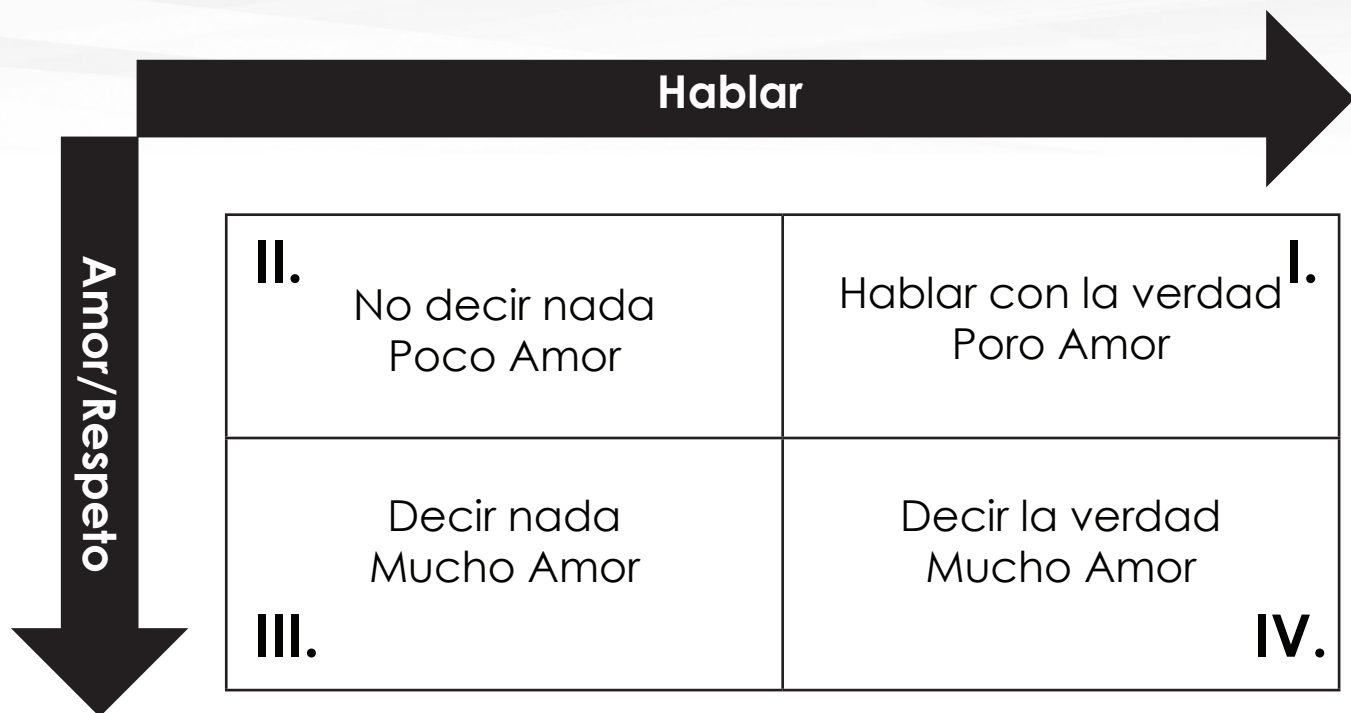 Hablar
Amor/Respeto
II.
No decir nada
Poco Amor
I.
Hablar con la verdad
Poro Amor
Decir nada
Mucho Amor
III.
Decir la verdad
Mucho Amor
IV.